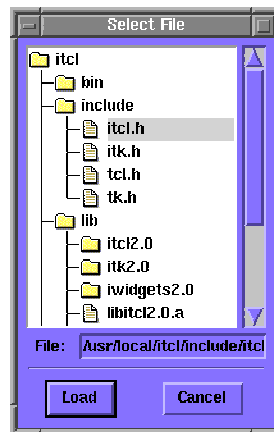 Select File
itcl
bin
include
itcl.h
itk.h
tcl.h
tk.h
lib
itcl2.0
itk2.0
iwidgets2.0
libitcl2.0.a
File: /usr/local/itcl/include/itcl
Load Cancel